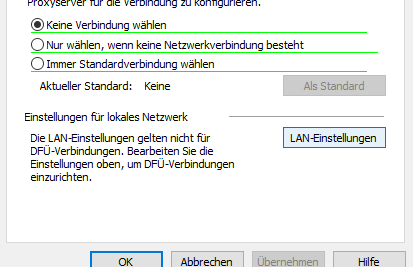 Proxyserver für die Verbindung zu konfigurieren.
Keine Verbindung wählen
Nur wählen, wenn keine Netzwerkverbindung besteht
Immer Standardverbindung wählen
Aktueller Standard: Keine Als Standard
Einstellungen für lokales Netzwerk
Die LAN-Einstellungen gelten nicht für
DFÜ-Verbindungen. Bearbeiten Sie die
Einstellungen oben, um DFÜ-Verbindungen
einzurichten.
LAN-Einstellungen
OK Abbrechen Übernehmen Hilfe